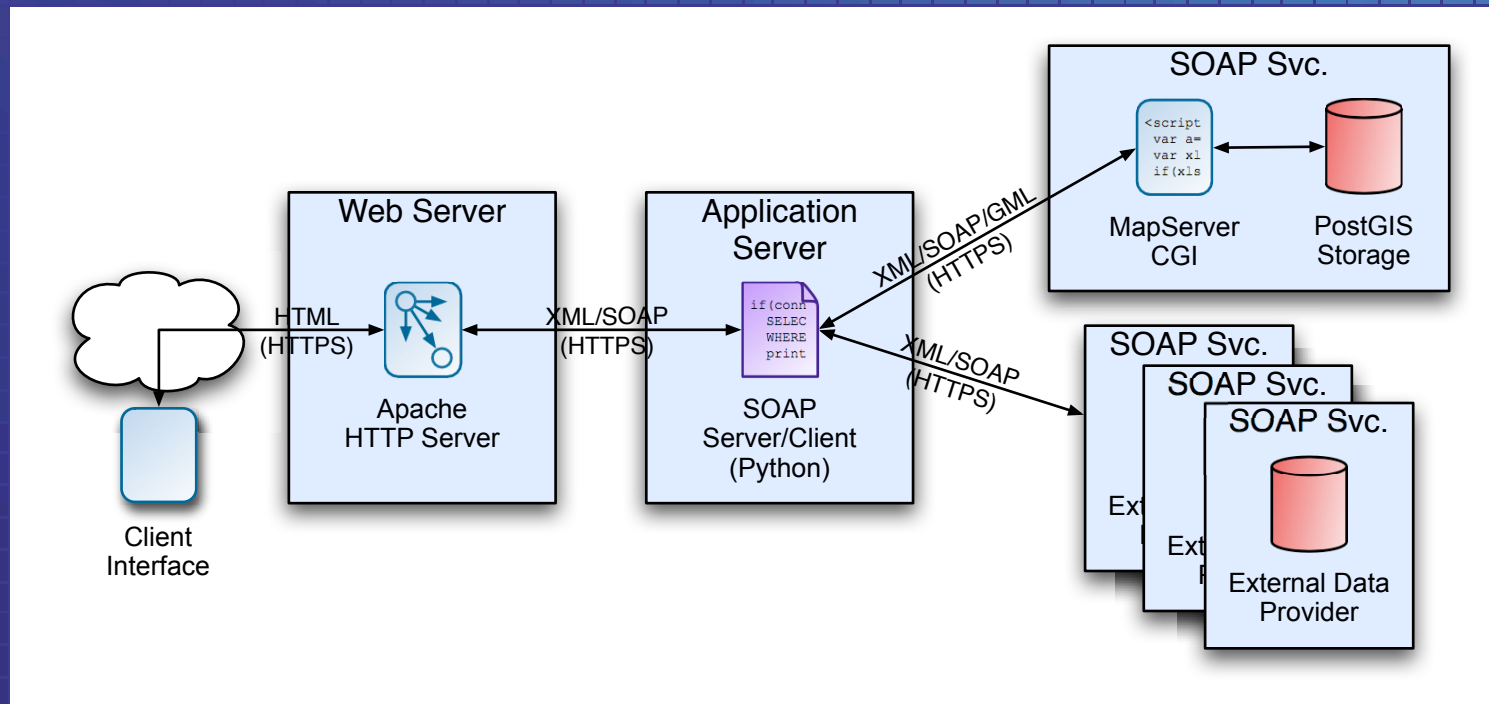 SOAP Svc.
<script
var a=
var xl
if(xls
MapServer
CGI
PostGIS
Storage
Web Server
Apache
HTTP Server
Application
Server
if(conn
SELEC
WHERE
print
SOAP
Server/Client
(Python)
HTML
(HTTPS)
XML/SOAP
(HTTPS)
XML/SOAP/GML
(HTTPS)
XML/SOAP
(HTTPS)
Client
Interface
SOAP Svc.
Ext
SOAP Svc.
Ext
SOAP Svc.
External Data
Provider